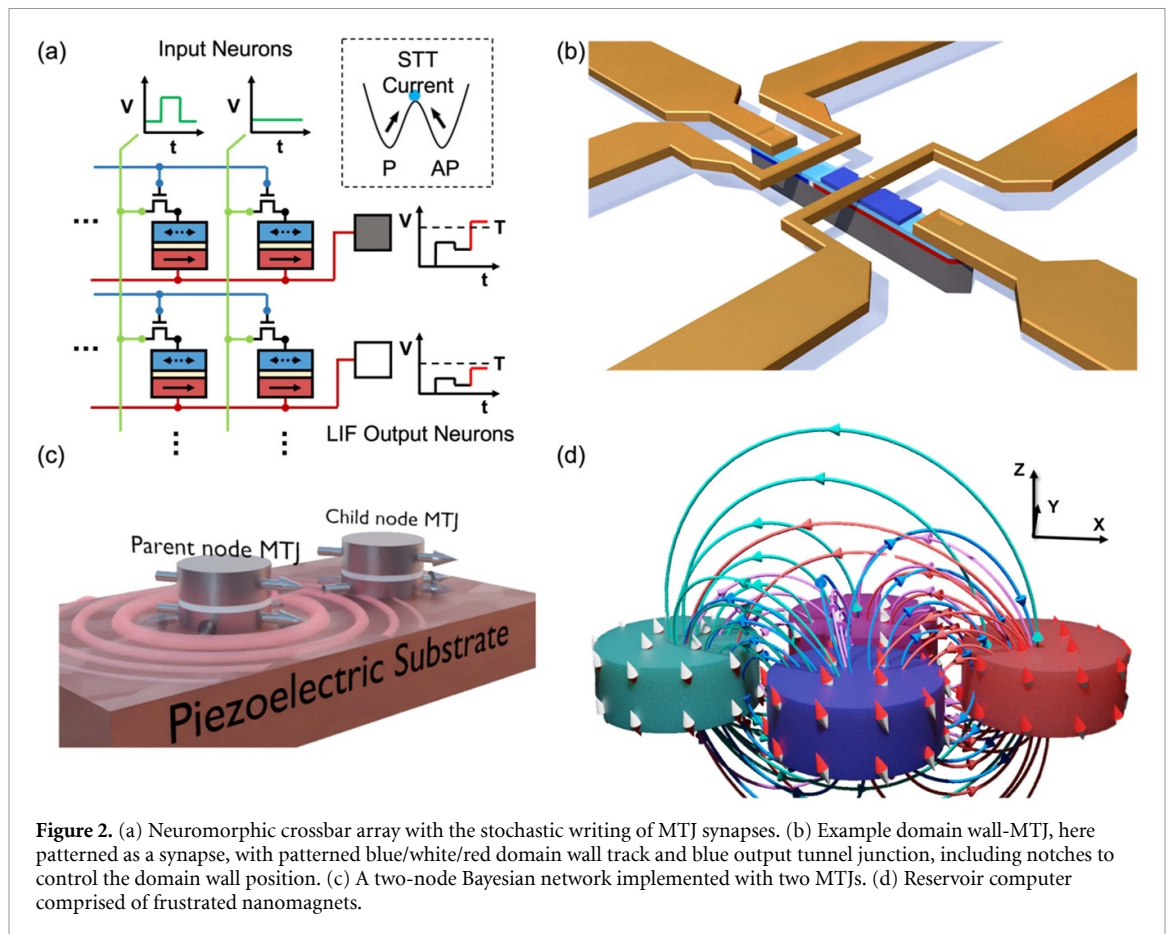 (a)
Input Neurons
STT
Current
P AP
V
t
V
t
...
V
T
t
...
V
T
t
⋮ ⋮
LIF Output Neurons
(b)
(c)
Parent node MTJ
Child node MTJ
Piezoelectric Substrate
(d)
Z
Y
X
Figure 2. (a) Neuromorphic crossbar array with the stochastic writing of MTJ synapses. (b) Example domain wall-MTJ, here
patterned as a synapse, with patterned blue/white/red domain wall track and blue output tunnel junction, including notches to
control the domain wall position. (c) A two-node Bayesian network implemented with two MTJs. (d) Reservoir computer
comprised of frustrated nanomagnets.